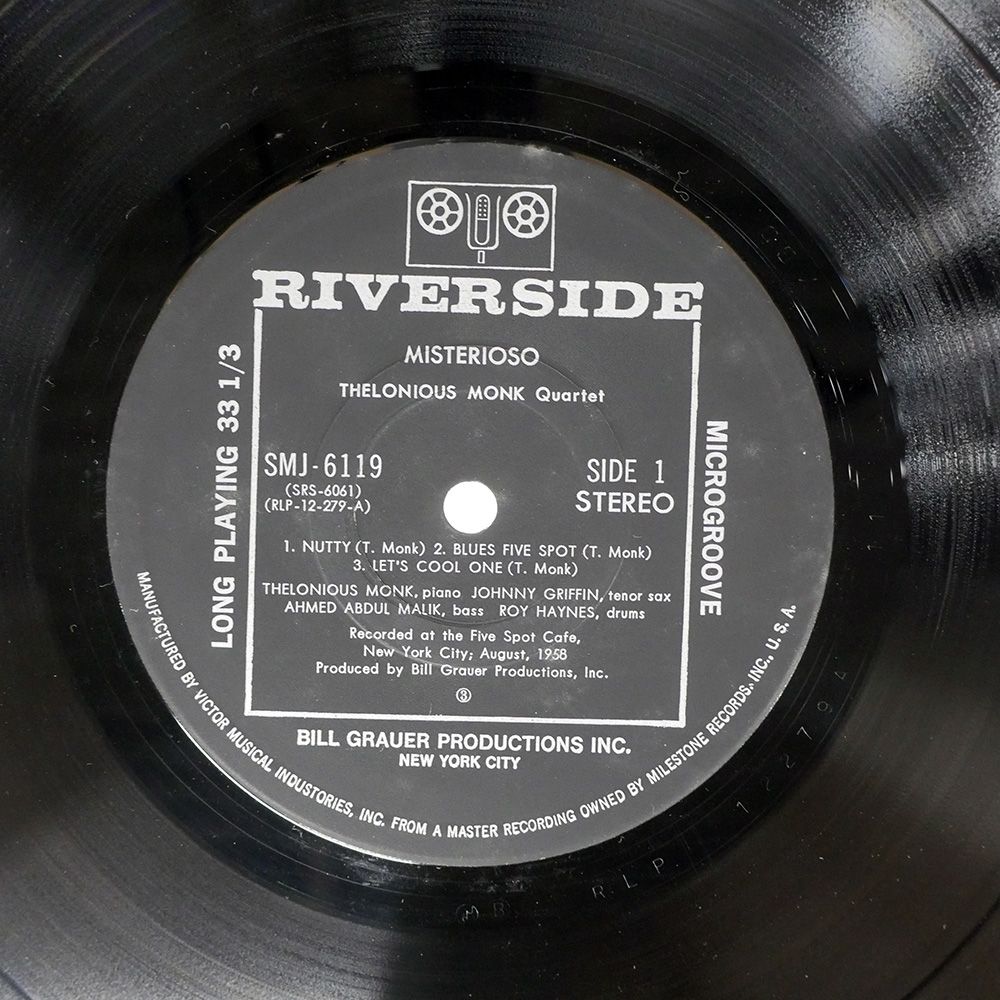 RIVERSIDE
MISTERIOSO
THELONIOUS MONK Quartet
LONG PLAYING 33 1/3
MICROGROOVE
SMJ-6119
(SRS-6061)
(RLP-12-279-A)
SIDE 1
STEREO
1. NUTTY (T. Monk) 2. BLUES FIVE SPOT (T. Monk)
3. LET'S COOL ONE (T. Monk)
THELONIOUS MONK, piano JOHNNY GRIFFIN, tenor sax
AHMED ABDUL MALIK, bass ROY HAYNES, drums
Recorded at the Five Spot Cafe,
New York City; August, 1958
Produced by Bill Grauer Productions, Inc.
③
BILL GRAUER PRODUCTIONS INC.
NEW YORK CITY
MANUFACTURED BY VICTOR MUSICAL INDUSTRIES, INC. FROM A MASTER RECORDING OWNED BY MILESTONE RECORDS, INC., U. S. A.